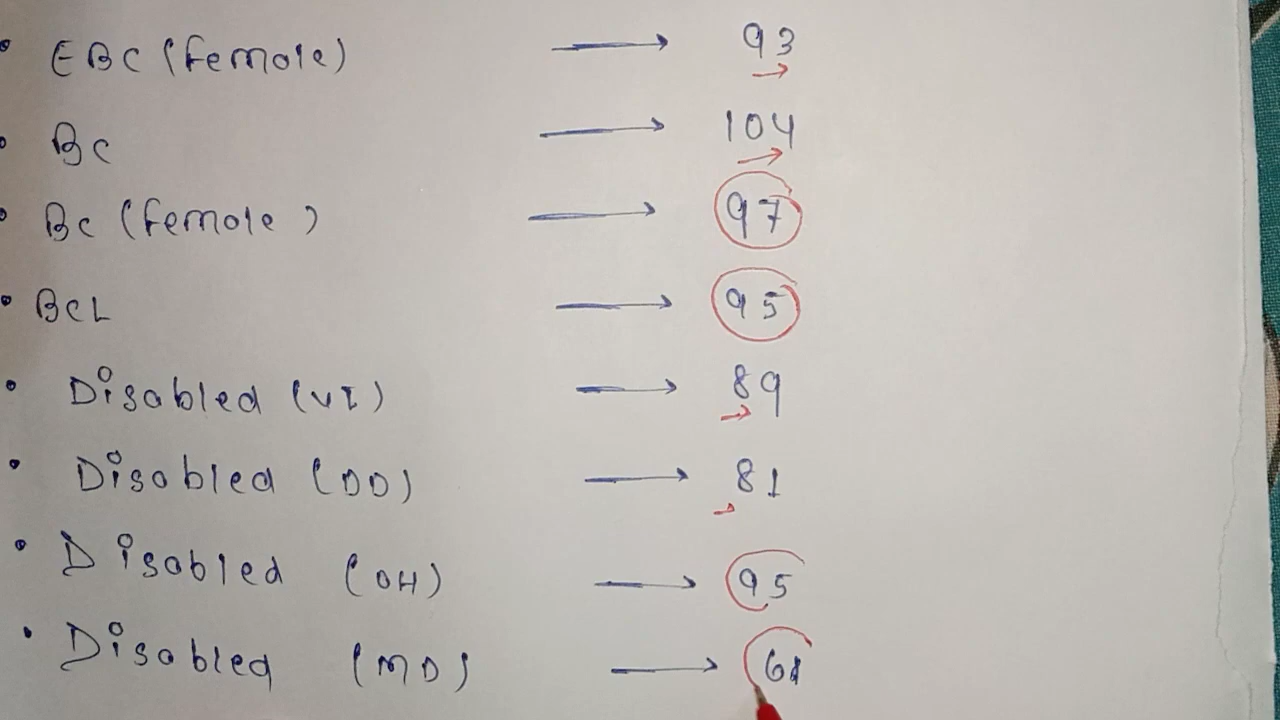 EBC (Female) → 93
BC → 104
BC (Female) → 97
BCL → 95
Disabled (VI) → 89
Disabled (DD) → 81
Disabled (OH) → 95
Disabled (MD) → 61